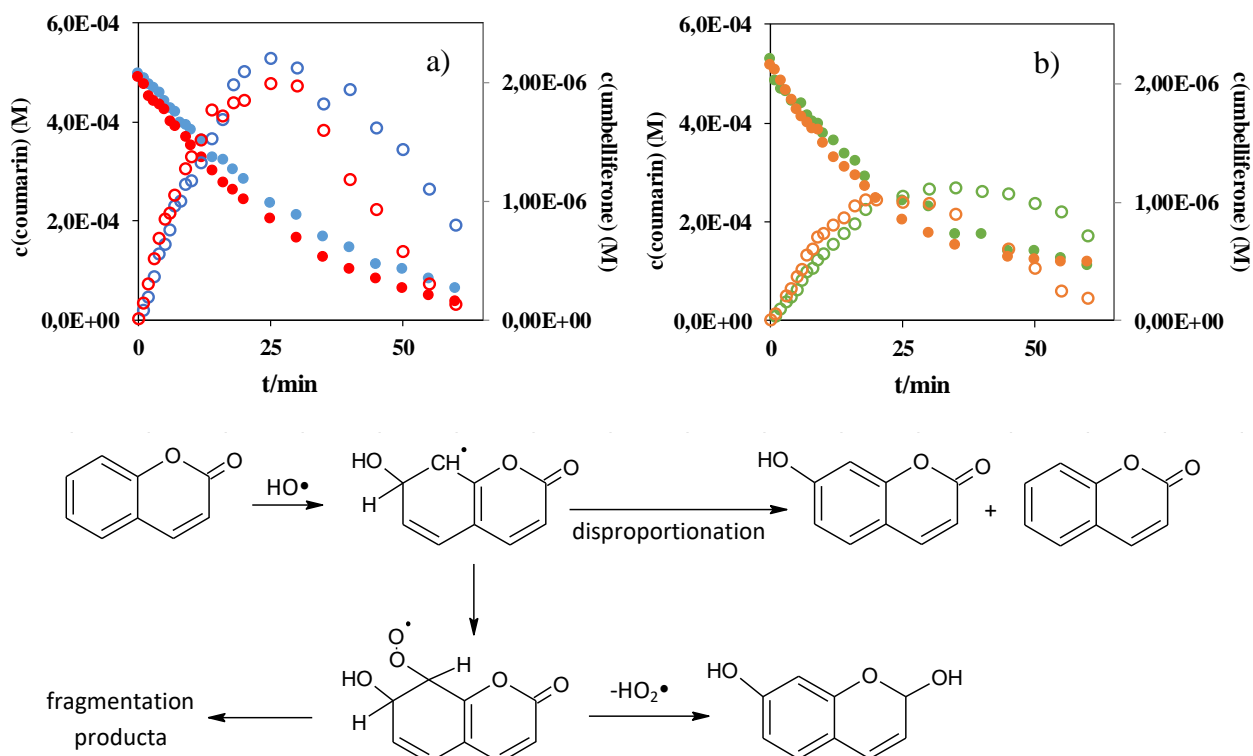 a)
6,0E-04
4,0E-04
2,0E-04
0,0E+00
c(coumarin) (M)
2,00E-06
1,00E-06
0,00E+00
c(umbelliferone) (M)
0
25
50
t/min
b)
6,0E-04
4,0E-04
2,0E-04
0,0E+00
c(coumarin) (M)
2,00E-06
1,00E-06
0,00E+00
c(umbelliferone) (M)
0
25
50
t/min
O
O
HO•
HO
CH•
H
O
O
disproportionation
HO
O
O
+
O
O
fragmentation
producta
O•
O
HO
H
H
O
O
-HO2•
HO
O
OH